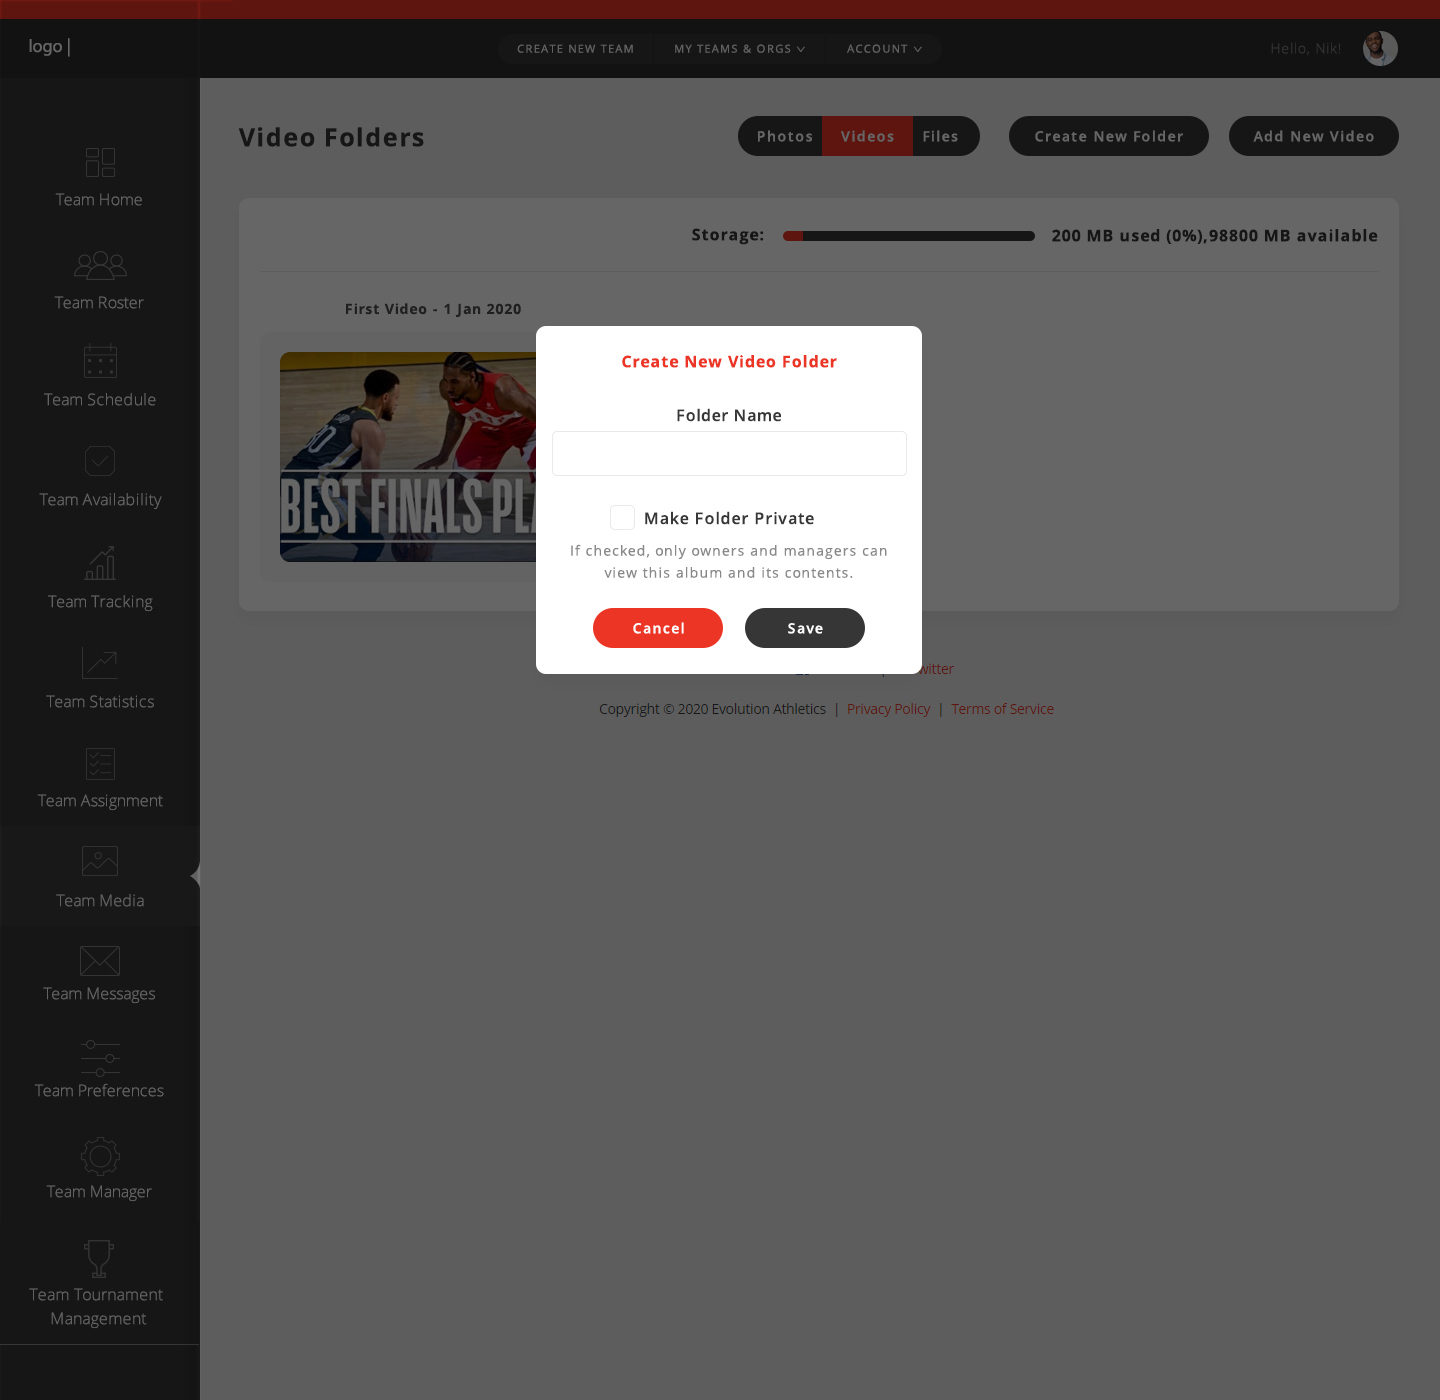 logo |
CREATE NEW TEAM
MY TEAMS & ORGS
ACCOUNT
Hello, Nik!
Team Home
Team Roster
Team Schedule
Team Availability
Team Tracking
Team Statistics
Team Assignment
Team Media
Team Messages
Team Preferences
Team Manager
Team Tournament
Management
Video Folders
Photos
Videos
Files
Create New Folder
Add New Video
Storage:
200 MB used (0%),98800 MB available
First Video - 1 Jan 2020
30
BEST FINALS PLA
Create New Video Folder
Folder Name
Make Folder Private
If checked, only owners and managers can
view this album and its contents.
Cancel
Save
witter
Copyright © 2020 Evolution Athletics | Privacy Policy | Terms of Service